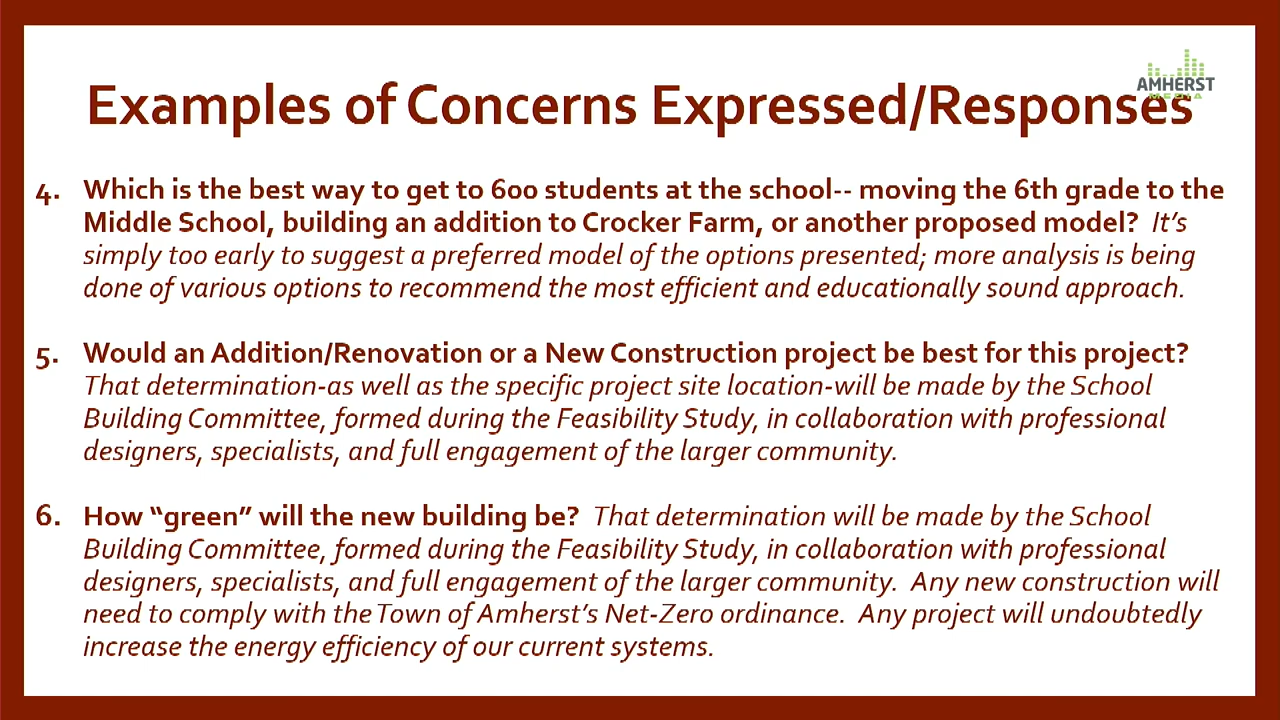 AMHERST
MEDIA
Examples of Concerns Expressed/Responses
4. Which is the best way to get to 600 students at the school-- moving the 6th grade to the
Middle School, building an addition to Crocker Farm, or another proposed model? It's
simply too early to suggest a preferred model of the options presented; more analysis is being
done of various options to recommend the most efficient and educationally sound approach.
5. Would an Addition/Renovation or a New Construction project be best for this project?
That determination-as well as the specific project site location-will be made by the School
Building Committee, formed during the Feasibility Study, in collaboration with professional
designers, specialists, and full engagement of the larger community.
6. How “green” will the new building be? That determination will be made by the School
Building Committee, formed during the Feasibility Study, in collaboration with professional
designers, specialists, and full engagement of the larger community. Any new construction will
need to comply with the Town of Amherst's Net-Zero ordinance. Any project will undoubtedly
increase the energy efficiency of our current systems.